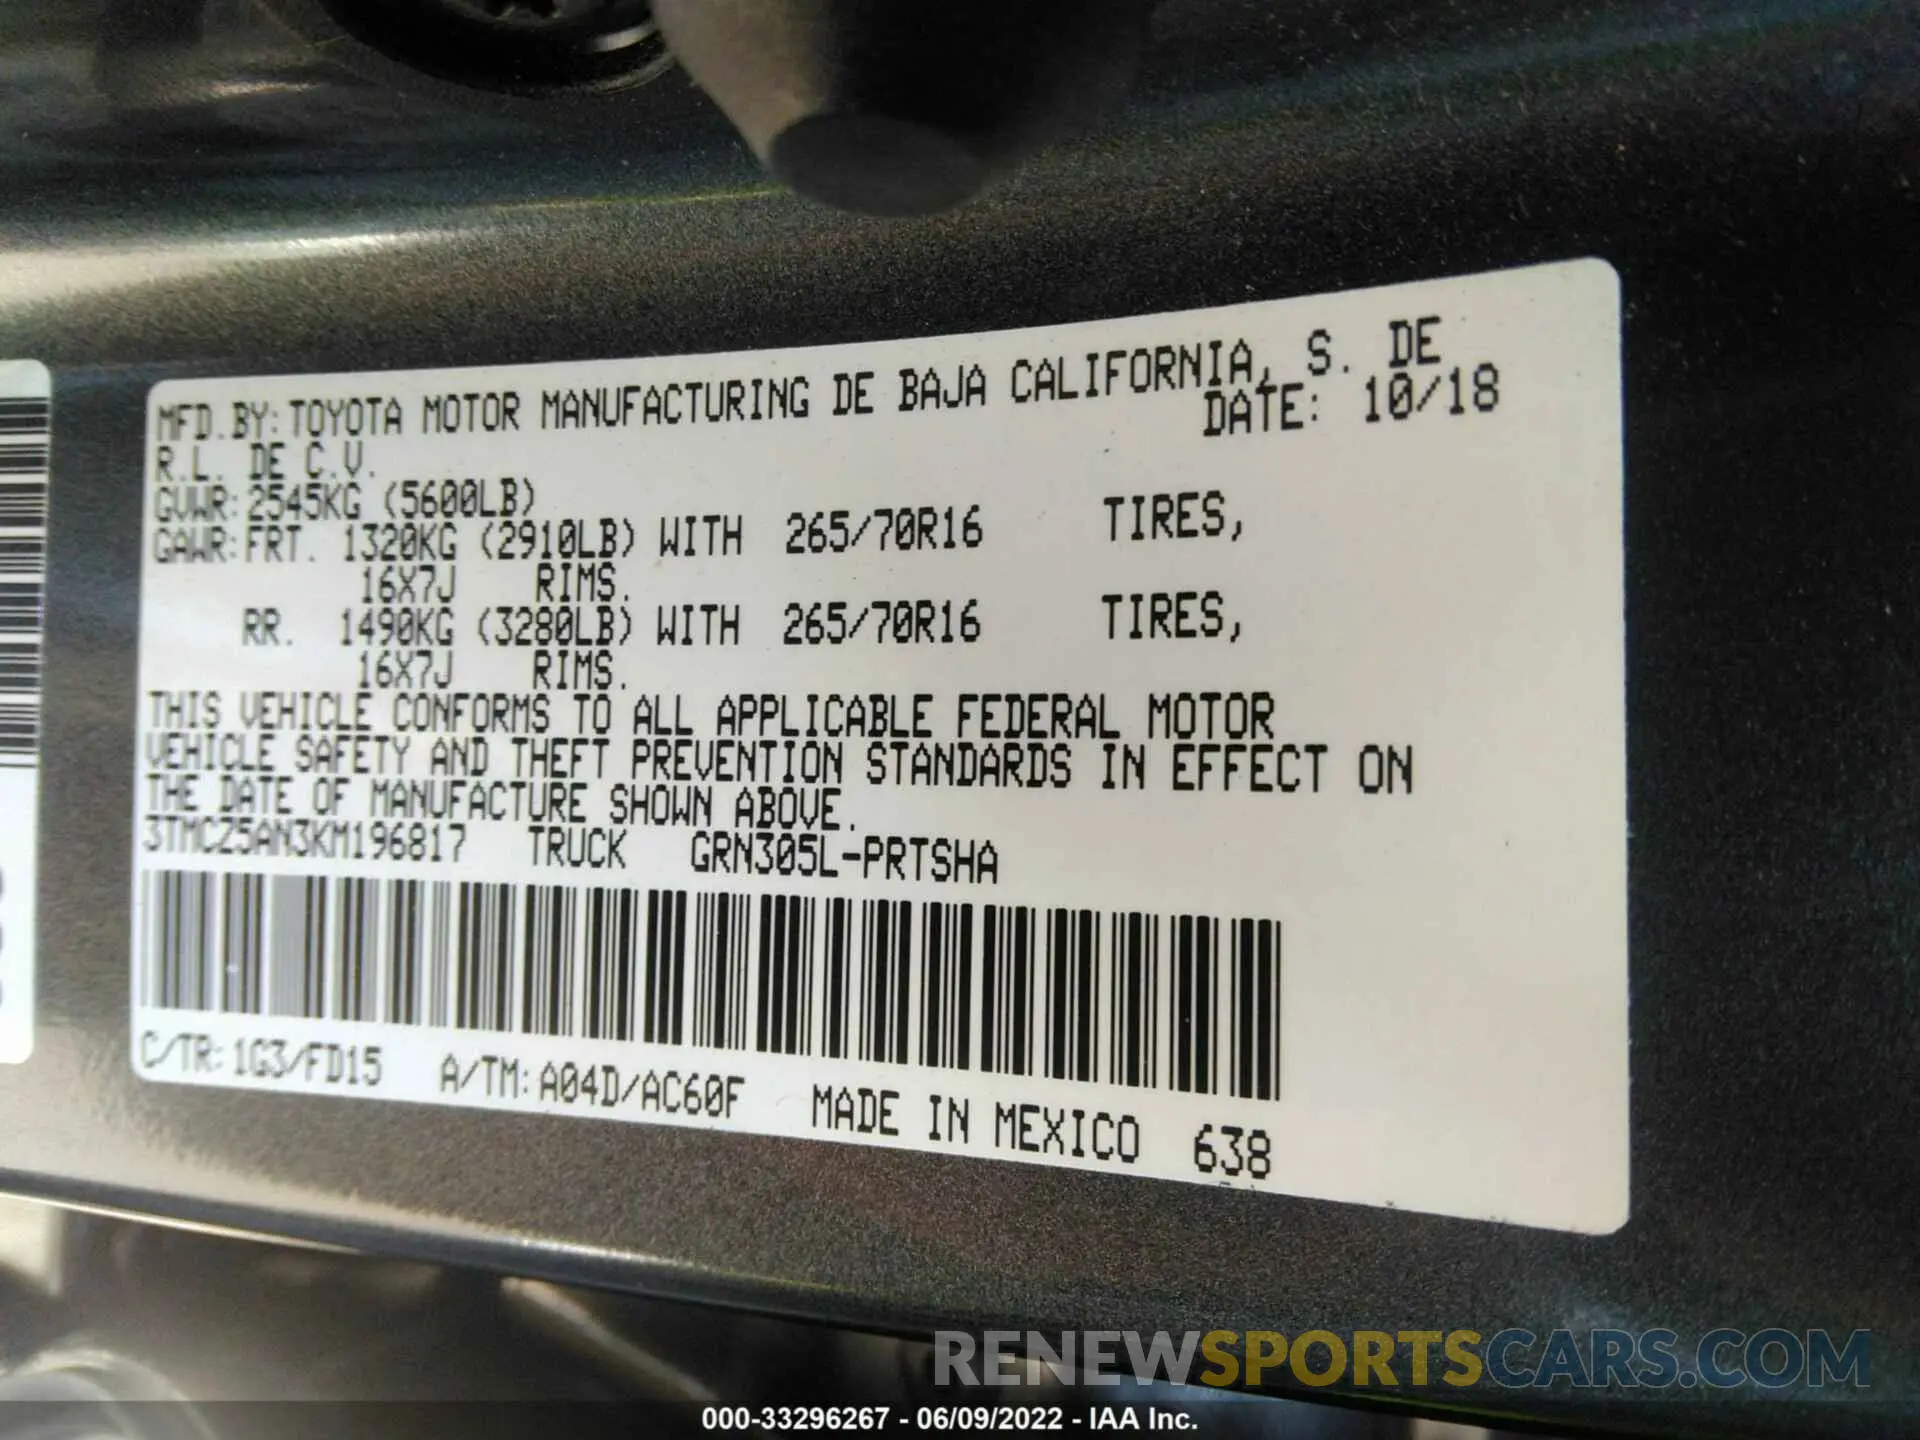 MFD.BY:TOYOTA MOTOR MANUFACTURING DE BAJA CALIFORNIA, S. DE
R.L. DE C.V. DATE: 10/18
GVWR:2545KG (5600LB)
GAWR:FRT. 1320KG (2910LB) WITH 265/70R16 TIRES,
16X7J RIMS.
RR. 1490KG (3280LB) WITH 265/70R16 TIRES,
16X7J RIMS.
THIS VEHICLE CONFORMS TO ALL APPLICABLE FEDERAL MOTOR
VEHICLE SAFETY AND THEFT PREVENTION STANDARDS IN EFFECT ON
THE DATE OF MANUFACTURE SHOWN ABOVE.
3TMCZ5AN3KM196817 TRUCK GRN305L-PRTSHA
C/TR:1G3/FD15 A/TM:A04D/AC60F MADE IN MEXICO 638
RENEWSPORTSCARS.COM
000-33296267 - 06/09/2022 - IAA Inc.